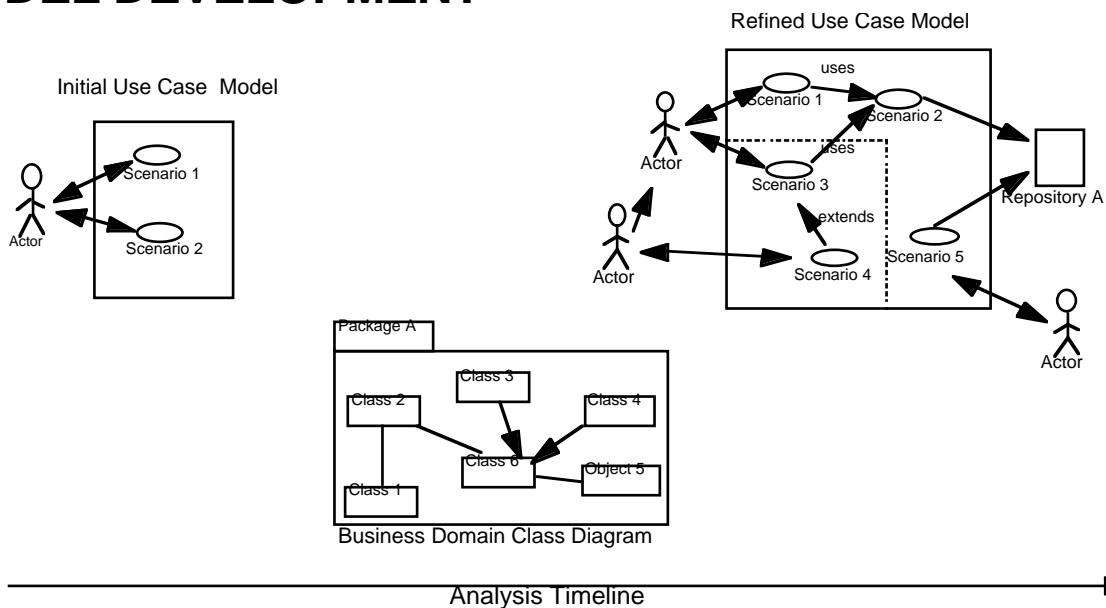 DEL DEVELOPMENT
Refined Use Case Model
Initial Use Case Model
uses
Scenario 1
Scenario 2
Actor
uses
Scenario 3
Repository A
extends
Actor
Scenario 4
Scenario 5
Actor
Scenario 1
Actor
Scenario 2
Package A
Class 3
Class 2
Class 4
Class 6
Object 5
Class 1
Business Domain Class Diagram
Analysis Timeline